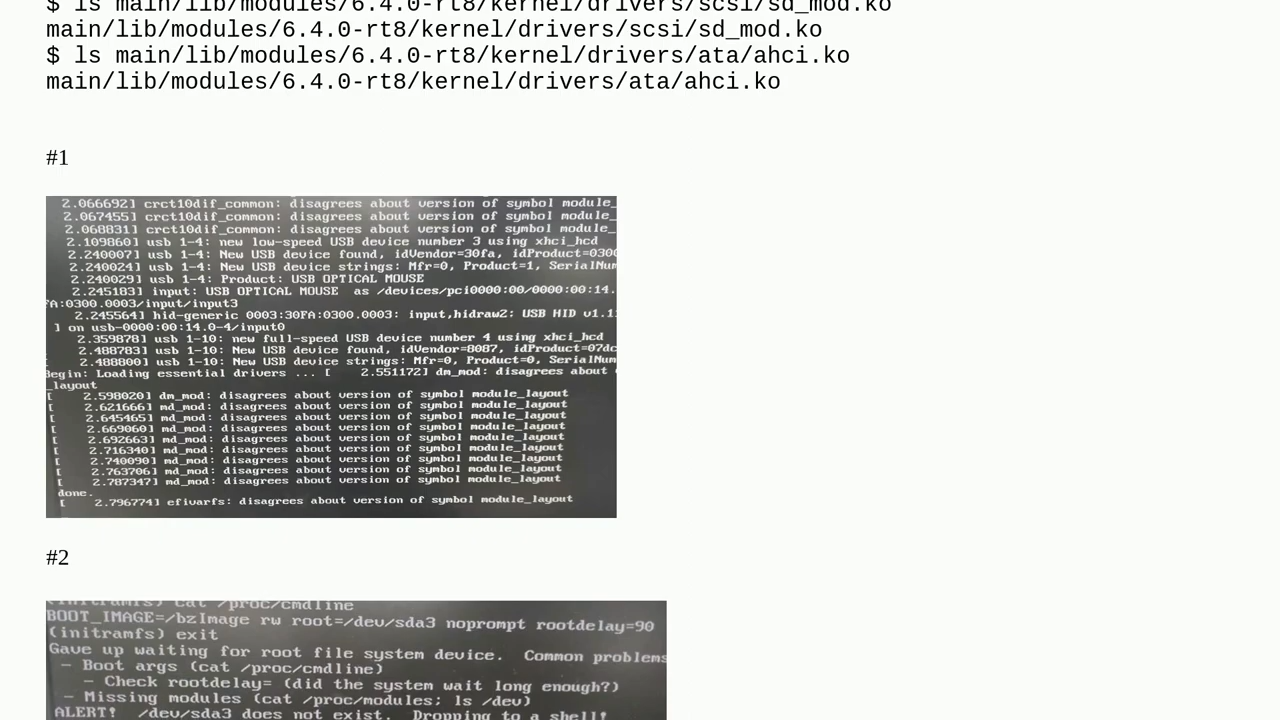 $ ls main/lib/modules/6.4.0-rt8/kernel/drivers/scsi/sd_mod.ko
main/lib/modules/6.4.0-rt8/kernel/drivers/scsi/sd_mod.ko
$ ls main/lib/modules/6.4.0-rt8/kernel/drivers/ata/ahci.ko
main/lib/modules/6.4.0-rt8/kernel/drivers/ata/ahci.ko
#1
2.066692] crct10dif_common: disagrees about version of symbol module_
2.067455] crct10dif_common: disagrees about version of symbol module_
2.068831] crct10dif_common: disagrees about version of symbol module_
2.109860] usb 1-4: new low-speed USB device number 3 using xhci_hcd
2.240007] usb 1-4: New USB device found, idVendor=30fa, idProduct=0300
2.240024] usb 1-4: New USB device strings: Mfr=0, Product=1, SerialNum
2.240029] usb 1-4: Product: USB OPTICAL MOUSE
2.245183] input: USB OPTICAL MOUSE  as /devices/pci0000:00/0000:00:14.
FA:0300.0003/input/input3
2.245564] hid-generic 0003:30FA:0300.0003: input,hidraw2: USB HID v1.1
] on usb-0000:00:14.0-4/input0
2.359878] usb 1-10: new full-speed USB device number 4 using xhci_hcd
2.488783] usb 1-10: New USB device found, idVendor=8087, idProduct=07dc
2.488800] usb 1-10: New USB device strings: Mfr=0, Product=0, SerialNum
Begin: Loading essential drivers ... [    2.551172] dm_mod: disagrees about
_layout
[    2.598020] dm_mod: disagrees about version of symbol module_layout
[    2.621666] md_mod: disagrees about version of symbol module_layout
[    2.645465] md_mod: disagrees about version of symbol module_layout
[    2.669060] md_mod: disagrees about version of symbol module_layout
[    2.692663] md_mod: disagrees about version of symbol module_layout
[    2.716340] md_mod: disagrees about version of symbol module_layout
[    2.740090] md_mod: disagrees about version of symbol module_layout
[    2.763706] md_mod: disagrees about version of symbol module_layout
[    2.787347] md_mod: disagrees about version of symbol module_layout
done.
[    2.796774] efivarfs: disagrees about version of symbol module_layout
#2
(initramfs) cat /proc/cmdline
BOOT_IMAGE=/bzImage rw root=/dev/sda3 noprompt rootdelay=90
(initramfs) exit
Gave up waiting for root file system device.  Common problems
- Boot args (cat /proc/cmdline)
- Check rootdelay= (did the system wait long enough?)
- Missing modules (cat /proc/modules; ls /dev)
ALERT!  /dev/sda3 does not exist.  Dropping to a shell!